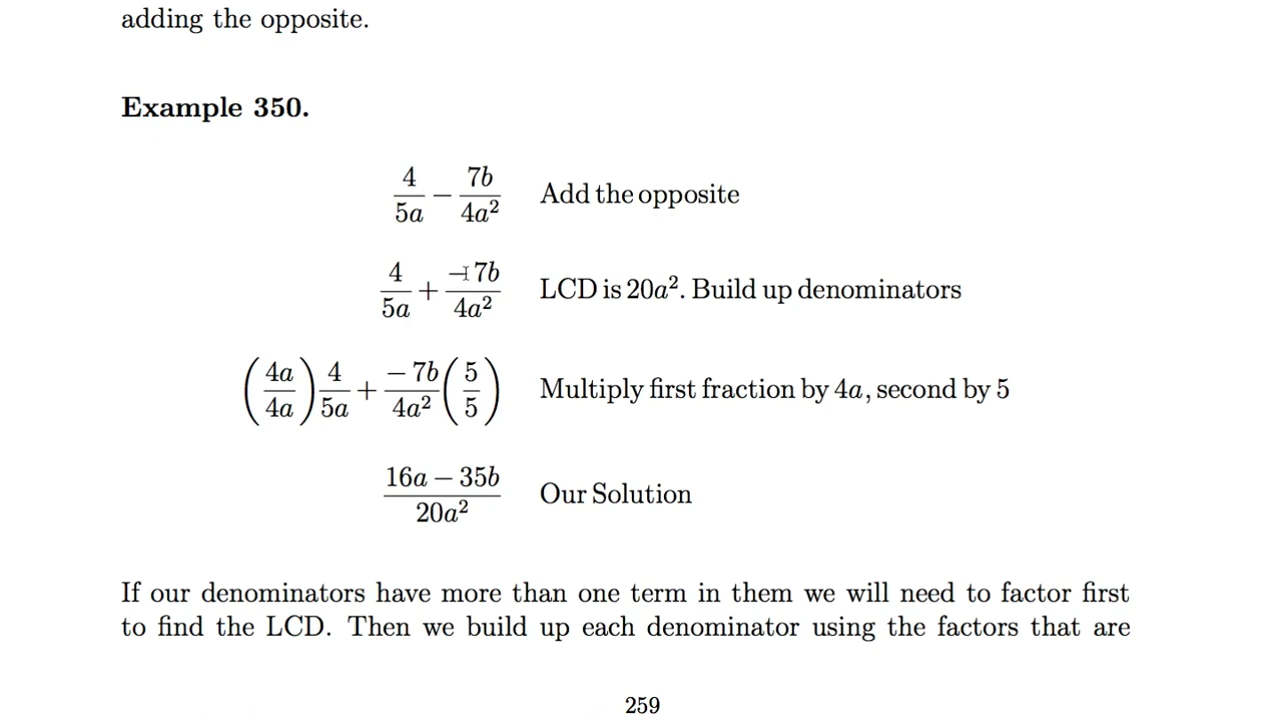 adding the opposite.
Example 350.
4/5a − 7b/4a² Add the opposite
4/5a + −7b/4a² LCD is 20a². Build up denominators
(4a/4a) 4/5a + −7b/4a² (5/5) Multiply first fraction by 4a, second by 5
16a − 35b/20a² Our Solution
If our denominators have more than one term in them we will need to factor first
to find the LCD. Then we build up each denominator using the factors that are
259